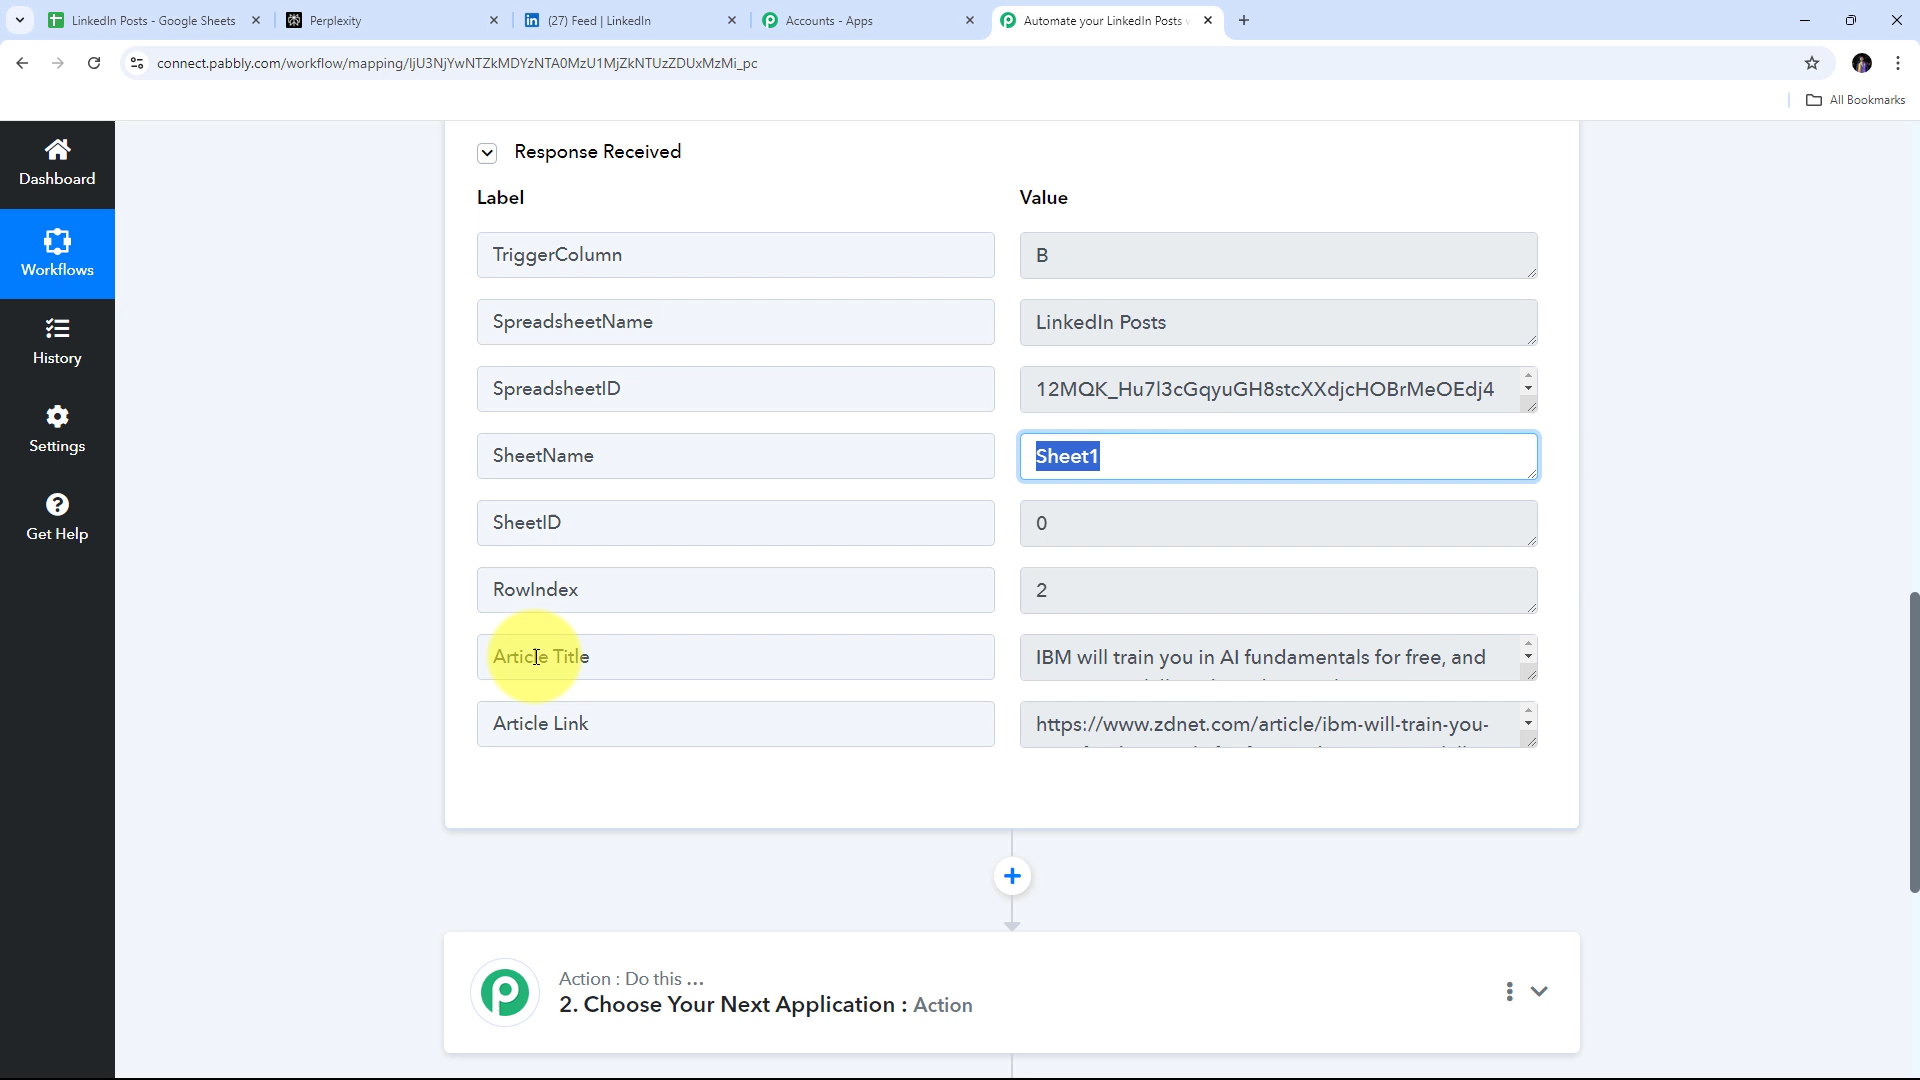 LinkedIn Posts - Google Sheets
Perplexity
(27) Feed | LinkedIn
Accounts - Apps
Automate your LinkedIn Posts
connect.pabbly.com/workflow/mapping/IjU3NjYwNTZkMDYzNTA0MzU1MjZkNTUzZDUxMzMi_pc
All Bookmarks
Dashboard
Workflows
History
Settings
Get Help
Response Received
Label Value
TriggerColumn B
SpreadsheetName LinkedIn Posts
SpreadsheetID 12MQK_Hu7l3cGqyuGH8stcXXdjcHOBrMeOEdj4
SheetName Sheet1
SheetID 0
RowIndex 2
Article Title IBM will train you in AI fundamentals for free, and
Article Link https://www.zdnet.com/article/ibm-will-train-you-
Action : Do this ...
2. Choose Your Next Application : Action